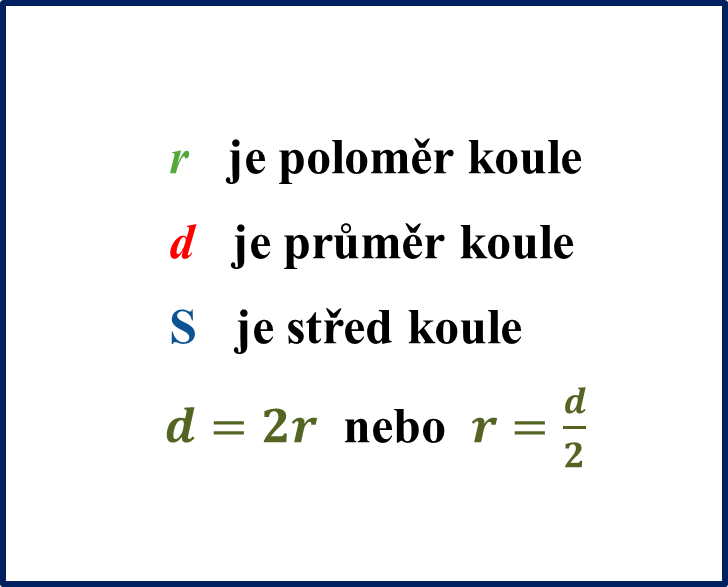 r je poloměr koule
d je průměr koule
S je střed koule
d = 2r nebo r = d/2